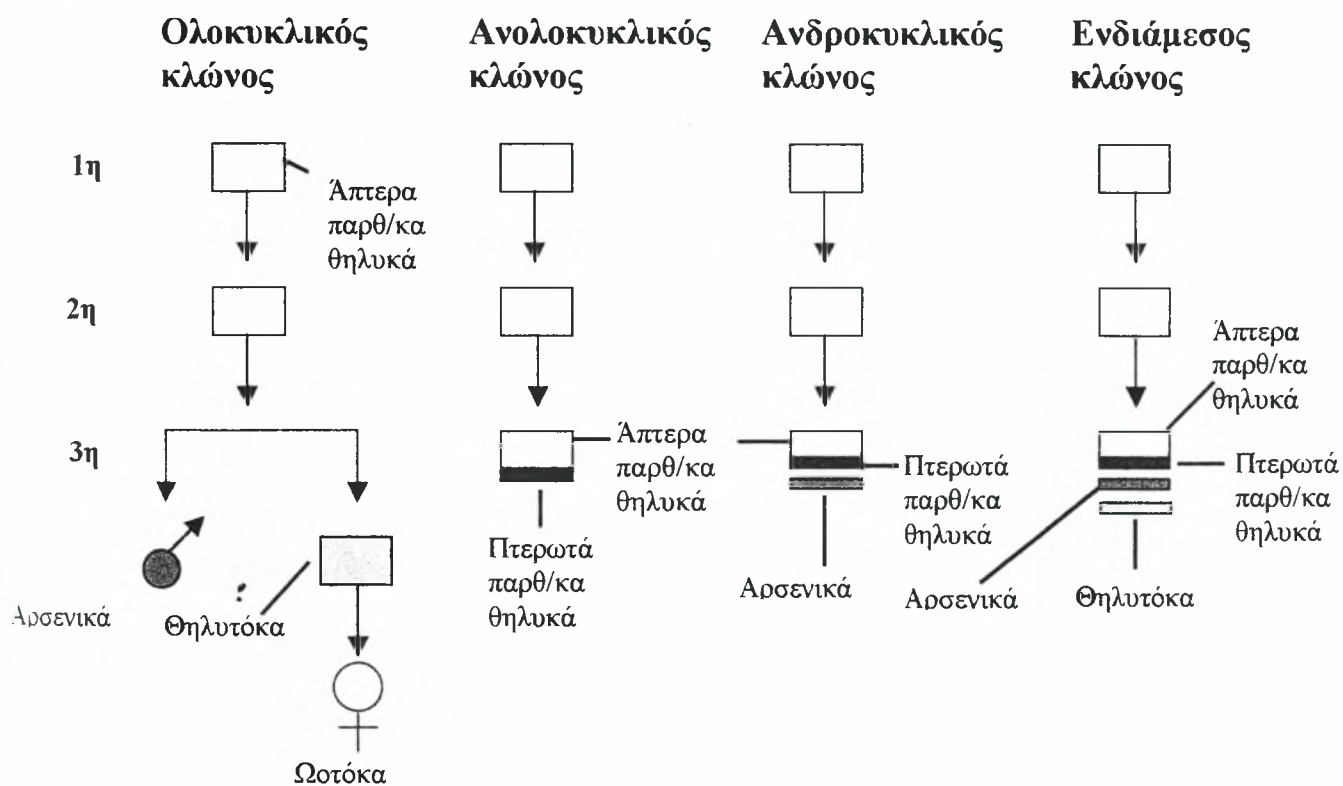 Ολοκυκλικός
κλώνος
Ανολοκυκλικός
κλώνος
Ανδροκυκλικός
κλώνος
Ενδιάμεσος
κλώνος
1η
Άπτερα
παρθ/κα
θηλυκά
2η
Άπτερα
παρθ/κα
θηλυκά
3η
Άπτερα
παρθ/κα
θηλυκά
Πτερωτά
παρθ/κα
θηλυκά
Πτερωτά
παρθ/κα
θηλυκά
Πτερωτά
παρθ/κα
θηλυκά
Αρσενικά
Θηλυτόκα
Αρσενικά
Αρσενικά
Θηλυτόκα
Ωοτόκα